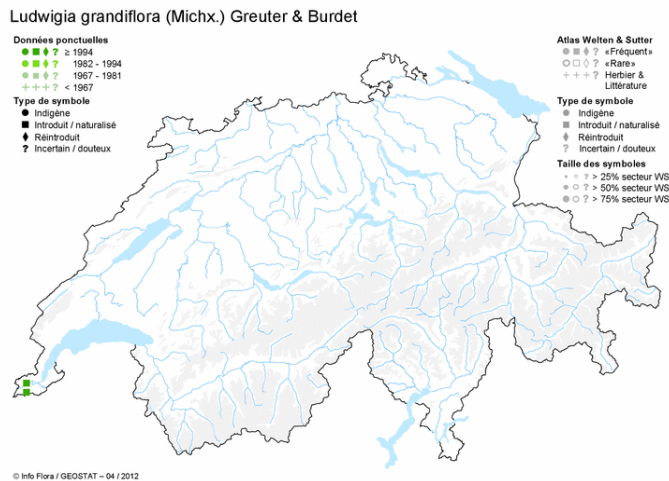 Ludwigia grandiflora (Michx.) Greuter & Burdet
Données ponctuelles
? ≥ 1994
? 1982 - 1994
? 1967 - 1981
+++? < 1967
Type de symbole
Indigène
Introduit / naturalisé
Réintroduit
? Incertain / douteux
Atlas Welten & Sutter
? «Fréquent»
? «Rare»
+++? Herbier &
Littérature
Type de symbole
Indigène
Introduit / naturalisé
Réintroduit
? Incertain / douteux
Taille des symboles
? > 25% secteur WS
? > 50% secteur WS
? > 75% secteur WS
© Info Flora / GEOSTAT – 04 / 2012